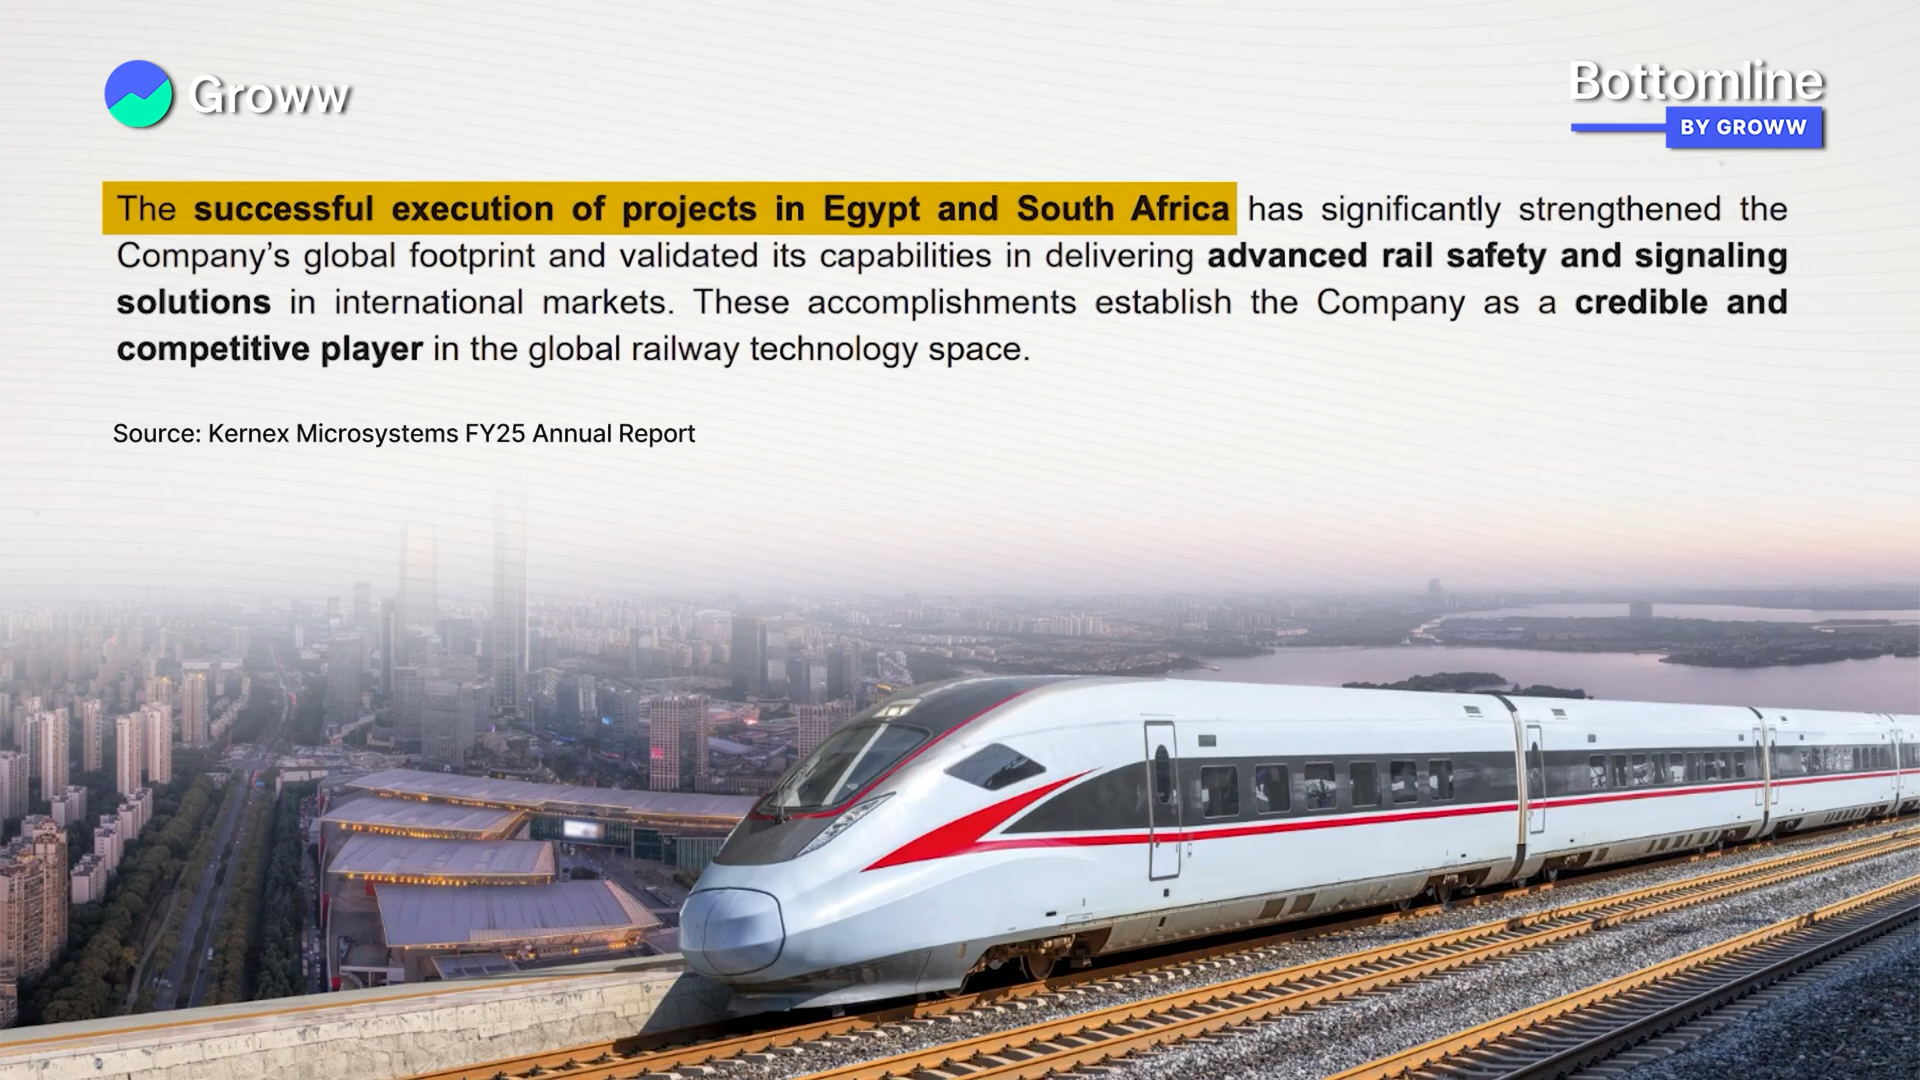 Groww
Bottomline
BY GROWW
The successful execution of projects in Egypt and South Africa has significantly strengthened the
Company’s global footprint and validated its capabilities in delivering advanced rail safety and signaling
solutions in international markets. These accomplishments establish the Company as a credible and
competitive player in the global railway technology space.
Source: Kernex Microsystems FY25 Annual Report